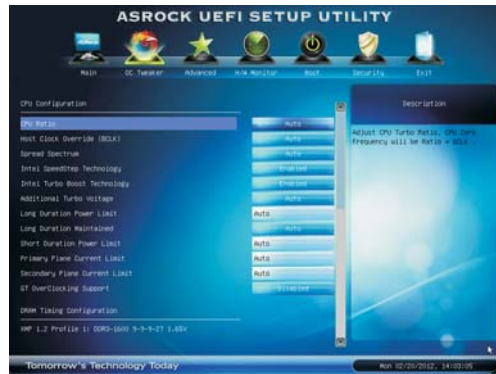 ASROCK UEFI SETUP UTILITY
Main OC Tweaker Advanced H/W Monitor Boot Security Exit
CPU Configuration
Description
CPU Ratio Auto
Adjust CPU Turbo Ratio. CPU Core
Frequency will be Ratio * BCLK .
Host Clock Override (BCLK) Auto
Spread Spectrum Auto
Intel SpeedStep Technology Enabled
Intel Turbo Boost Technology Enabled
Additional Turbo Voltage Auto
Long Duration Power Limit Auto
Long Duration Maintained Auto
Short Duration Power Limit Auto
Primary Plane Current Limit Auto
Secondary Plane Current Limit Auto
GT OverClocking Support
DRAM Timing Configuration
XMP 1.2 Profile 1: DDR3-1600 9-9-9-27 1.65V
Tomorrow's Technology Today
Mon 02/20/2012, 14:03:05